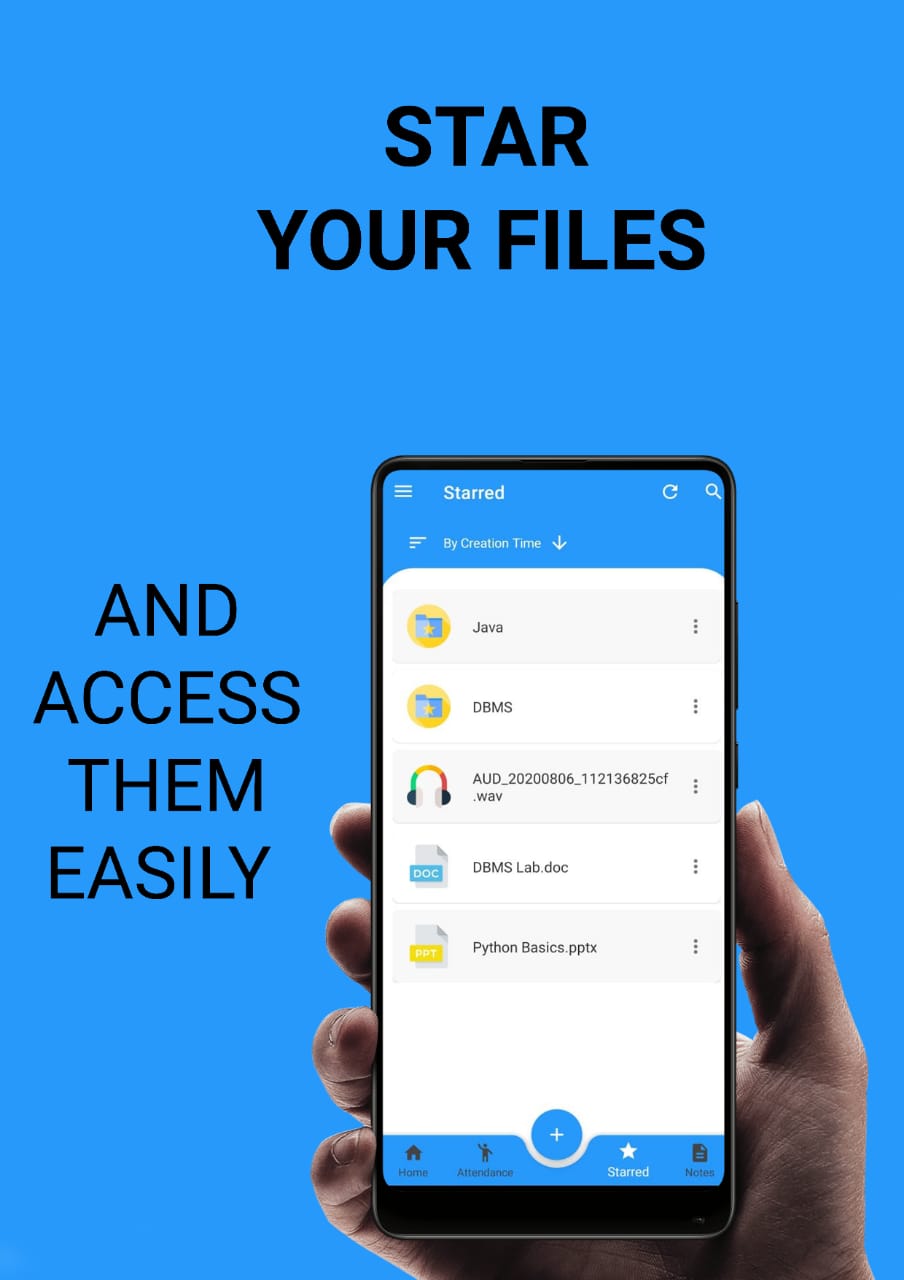 STAR
YOUR FILES
AND
ACCESS
THEM
EASILY
Starred
By Creation Time
Java
DBMS
AUD_20200806_112136825cf
.wav
DOC
DBMS Lab.doc
PPT
Python Basics.pptx
Home
Attendance
Starred
Notes